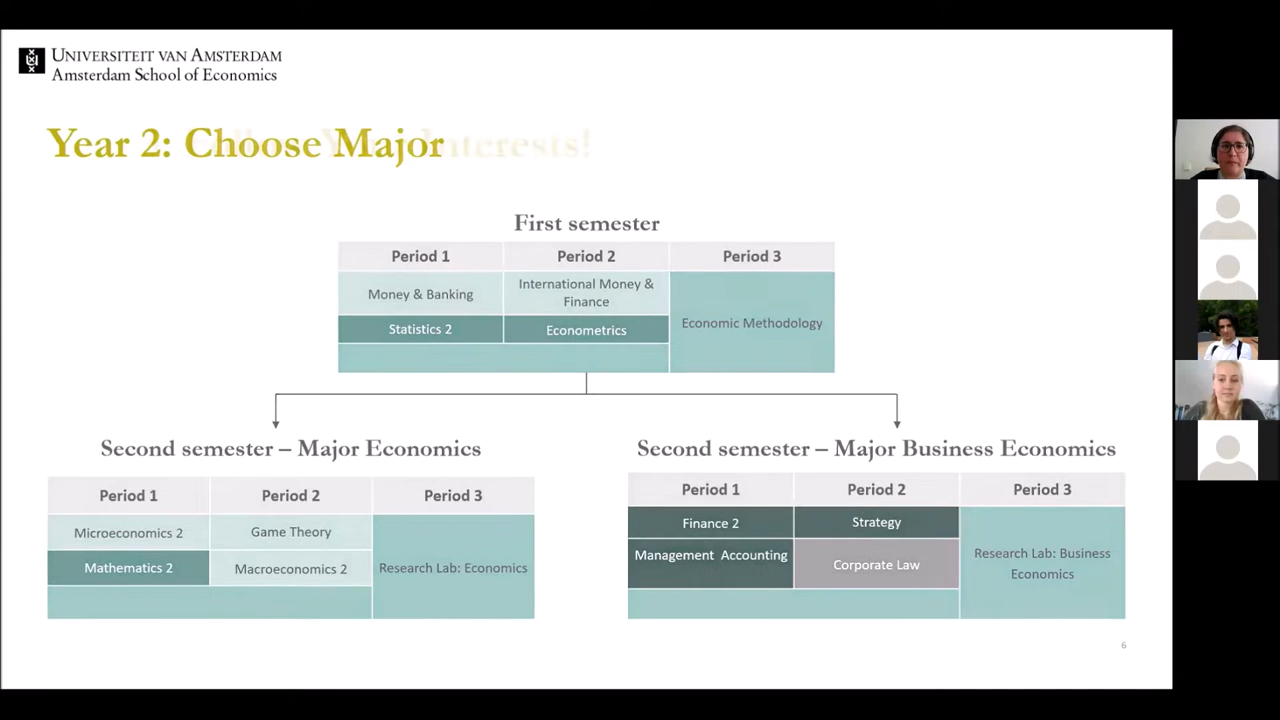 UNIVERSITEIT VAN AMSTERDAM
Amsterdam School of Economics
Year 2: Choose Major
Interests!
First semester
Period 1
Period 2
Period 3
Money & Banking
International Money &
Finance
Economic Methodology
Statistics 2
Econometrics
Second semester – Major Economics
Period 1
Period 2
Period 3
Microeconomics 2
Game Theory
Research Lab: Economics
Mathematics 2
Macroeconomics 2
Second semester – Major Business Economics
Period 1
Period 2
Period 3
Finance 2
Strategy
Research Lab: Business
Economics
Management Accounting
Corporate Law
6